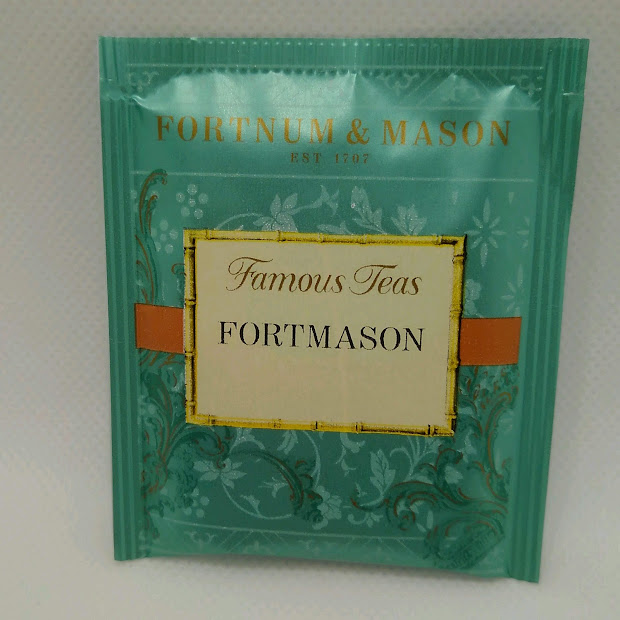 FORTNUM & MASON
EST 1707
Famous Teas
FORTMASON